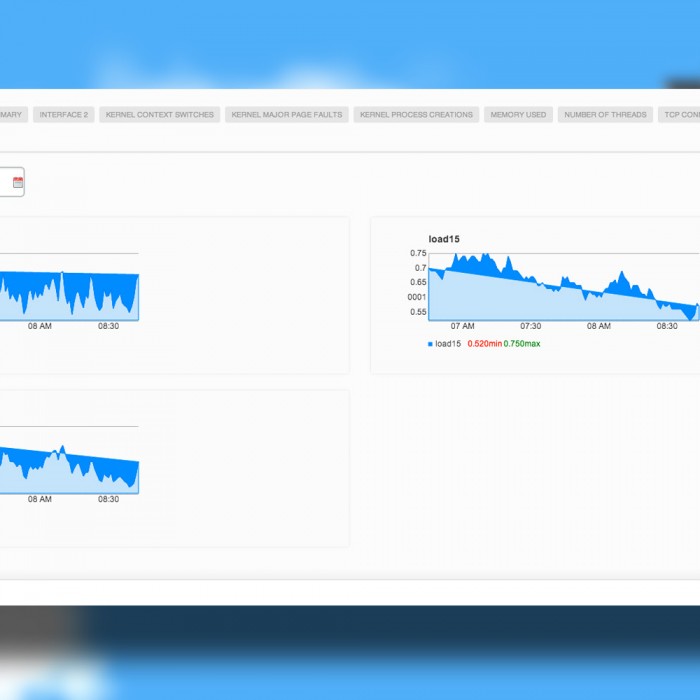 MARY INTERFACE 2 KERNEL CONTEXT SWITCHES KERNEL MAJOR PAGE FAULTS KERNEL PROCESS CREATIONS MEMORY USED NUMBER OF THREADS TCP CONN
load15
0.75
0.7
0.65
0001
0.55
08 AM 08:30
07 AM 07:30 08 AM 08:30
load15 0.520min 0.750max
08 AM 08:30